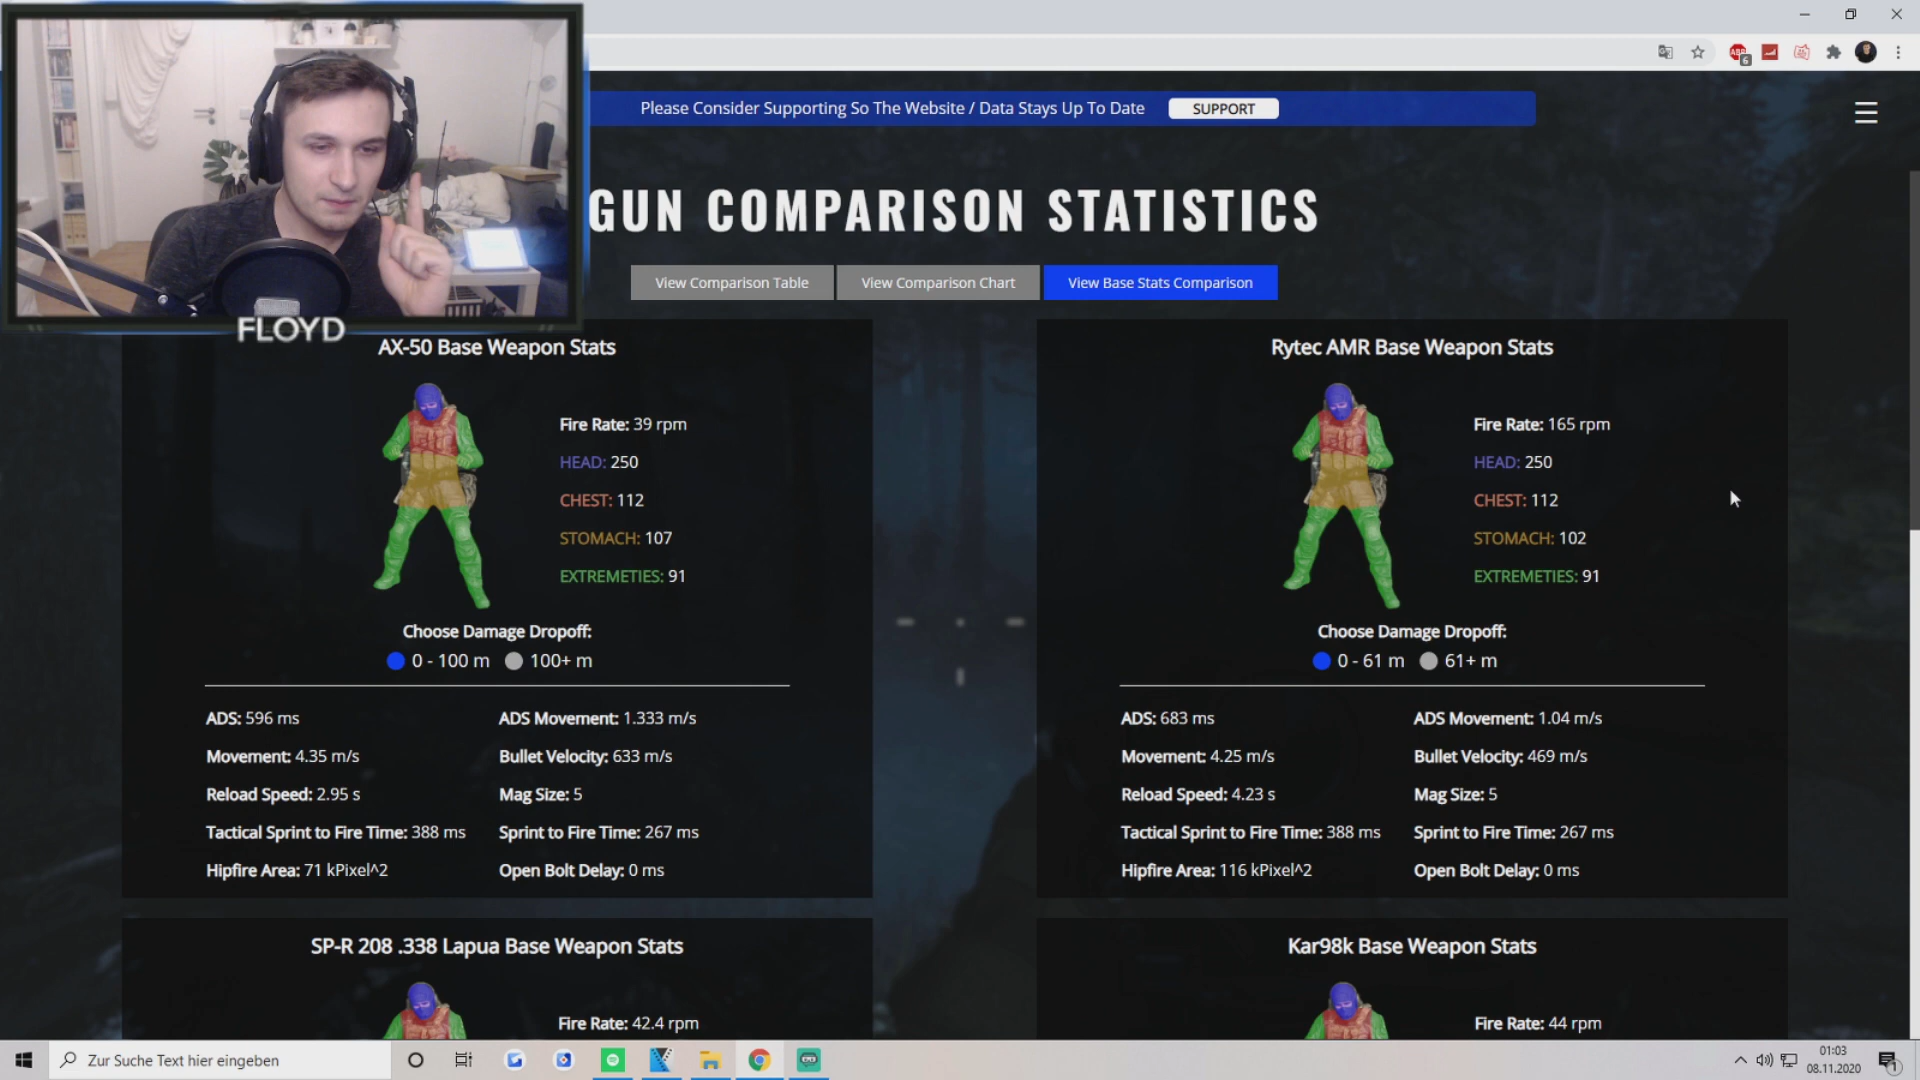 Please Consider Supporting So The Website / Data Stays Up To Date
SUPPORT
ABP
6
GUN COMPARISON STATISTICS
View Comparison Table
View Comparison Chart
View Base Stats Comparison
FLOYD
AX-50 Base Weapon Stats
Fire Rate: 39 rpm
HEAD: 250
CHEST: 112
STOMACH: 107
EXTREMETIES: 91
Choose Damage Dropoff:
0 - 100 m
100+ m
ADS: 596 ms
ADS Movement: 1.333 m/s
Movement: 4.35 m/s
Bullet Velocity: 633 m/s
Reload Speed: 2.95 s
Mag Size: 5
Tactical Sprint to Fire Time: 388 ms
Sprint to Fire Time: 267 ms
Hipfire Area: 71 kPixel^2
Open Bolt Delay: 0 ms
Rytec AMR Base Weapon Stats
Fire Rate: 165 rpm
HEAD: 250
CHEST: 112
STOMACH: 102
EXTREMETIES: 91
Choose Damage Dropoff:
0 - 61 m
61+ m
ADS: 683 ms
ADS Movement: 1.04 m/s
Movement: 4.25 m/s
Bullet Velocity: 469 m/s
Reload Speed: 4.23 s
Mag Size: 5
Tactical Sprint to Fire Time: 388 ms
Sprint to Fire Time: 267 ms
Hipfire Area: 116 kPixel^2
Open Bolt Delay: 0 ms
SP-R 208 .338 Lapua Base Weapon Stats
Fire Rate: 42.4 rpm
Kar98k Base Weapon Stats
Fire Rate: 44 rpm
Zur Suche Text hier eingeben
01:03
08.11.2020
1